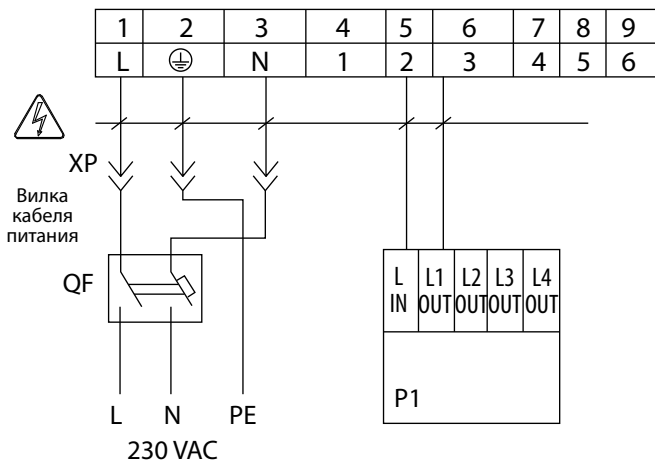 1 2 3 4 5 6 7 8 9
L N 1 2 3 4 5 6
XP
Вилка
кабеля
питания
QF
L L1 L2 L3 L4
IN OUT OUT OUT OUT
P1
L N PE
230 VAC